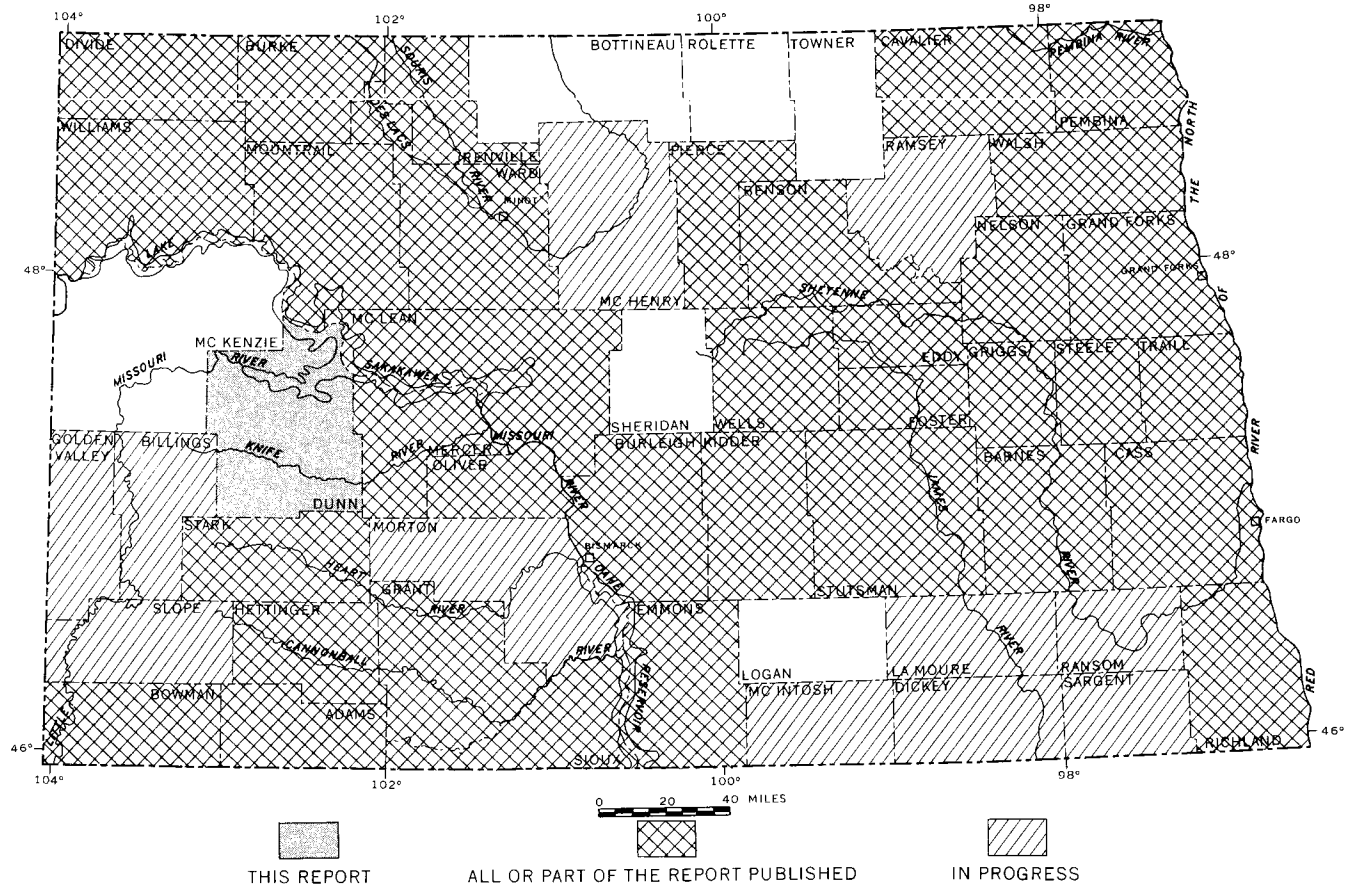 104°
102°
100°
98°
DIVIDE
BURKE
SOURIS
BOTTINEAU
ROLETTE
TOWNER
CAVALIER
PEMBINA
RIVER
DES LACS
WILLIAMS
PEMBINA
NORTH
MOUNTRAIL
RENVILLE
WARD
PIERCE
RAMSEY
WALSH
THE
RIVER
MINOT
BENSON
NELSON
GRAND FORKS
LAKE
48°
48°
GRAND FORKS
OF
SHEYENNE
MC HENRY
MC LEAN
MC KENZIE
RIVER
MISSOURI
SAKAKAWEA
EDDY
GRIGGS
STEELE
TRAILL
SHERIDAN
WELLS
FOSTER
GOLDEN
VALLEY
BILLINGS
KNIFE
RIVER
MERCER
OLIVER
MISSOURI
BURLEIGH
KIDDER
BARNES
CASS
RIVER
RIVER
JAMES
DUNN
STARK
MORTON
FARGO
BISMARCK
HEART
OAHE
GRANT
RIVER
STUTSMAN
RIVER
SLOPE
HETTINGER
EMMONS
CANNONBALL
RIVER
RIVER
RESERVOIR
LOGAN
LA MOURE
RANSOM
BOWMAN
MC INTOSH
DICKEY
SARGENT
RED
ADAMS
LITTLE
46°
46°
SIOUX
RICHLAND
104°
102°
100°
98°
0 20 40 MILES
THIS REPORT
ALL OR PART OF THE REPORT PUBLISHED
IN PROGRESS